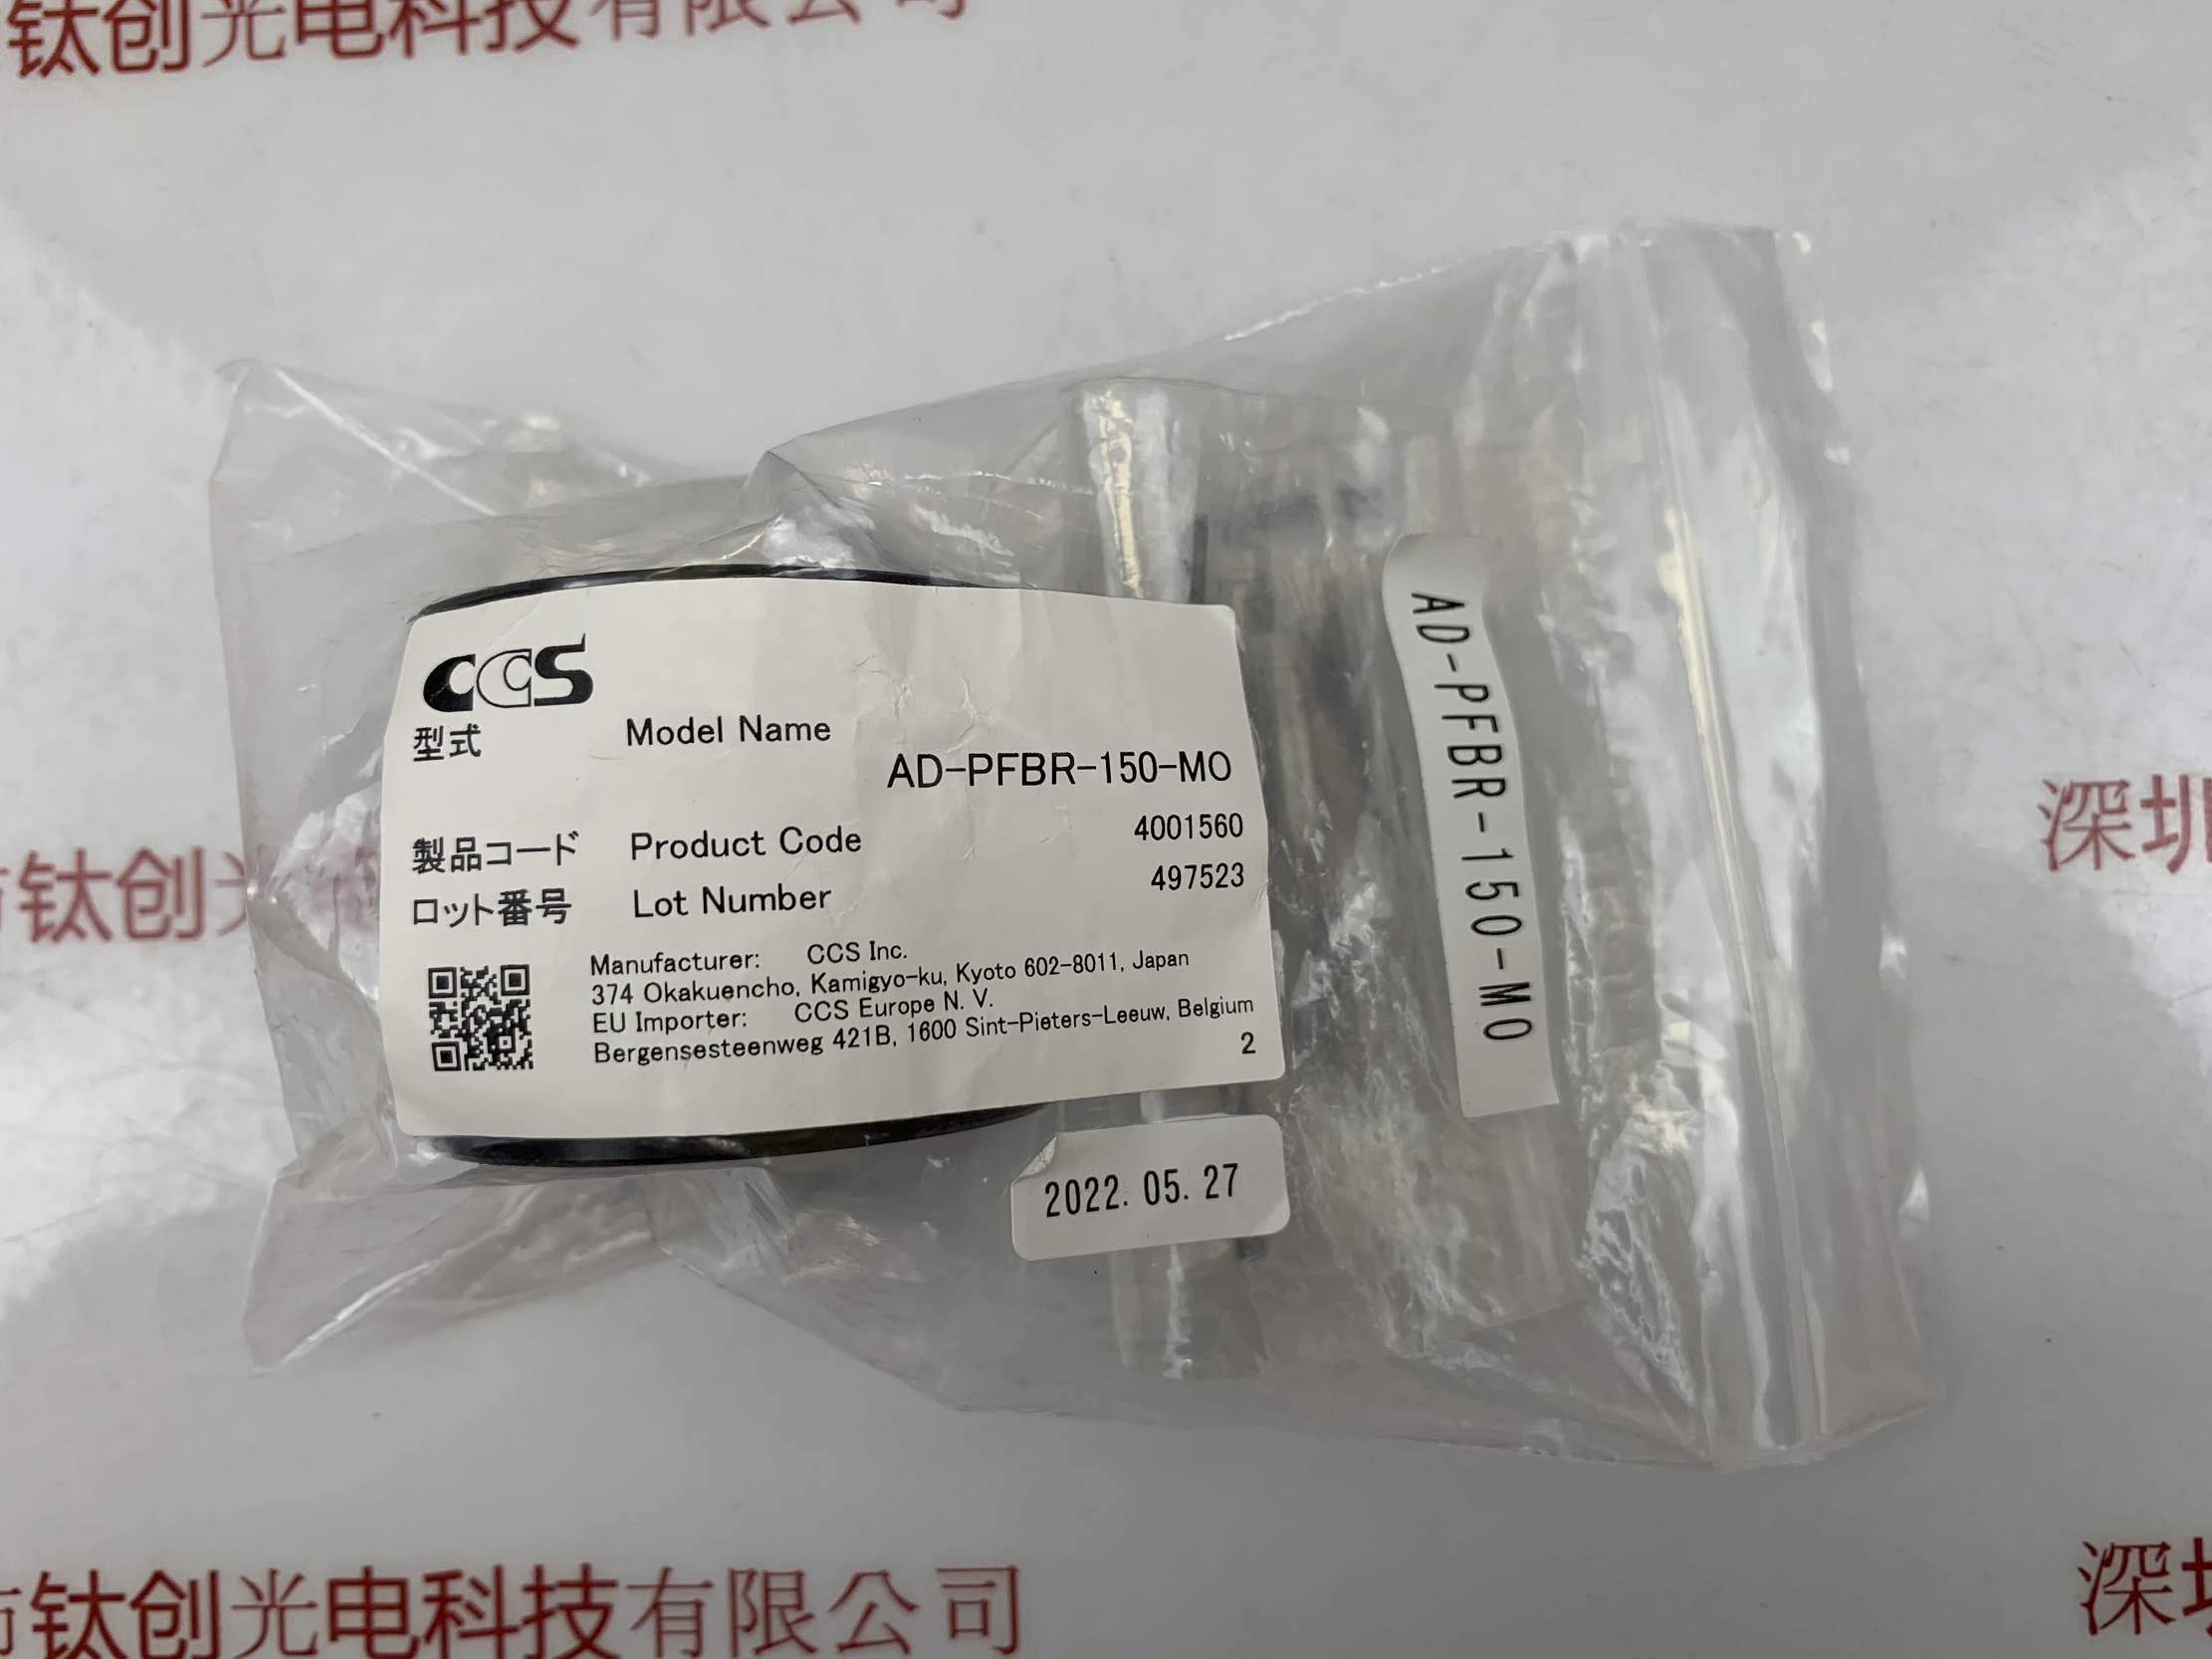 钛创光电科技有限公司
CCS
型式 Model Name
AD-PFBR-150-MO
製品コード Product Code 4001560
ロット番号 Lot Number 497523
Manufacturer: CCS Inc.
374 Okakuencho, Kamigyo-ku, Kyoto 602-8011, Japan
EU Importer: CCS Europe N. V.
Bergensesteenweg 421B, 1600 Sint-Pieters-Leeuw, Belgium
2
2022. 05. 27
AD-PFBR-150-MO
钛创光
深圳
市钛创光电科技有限公司
深圳